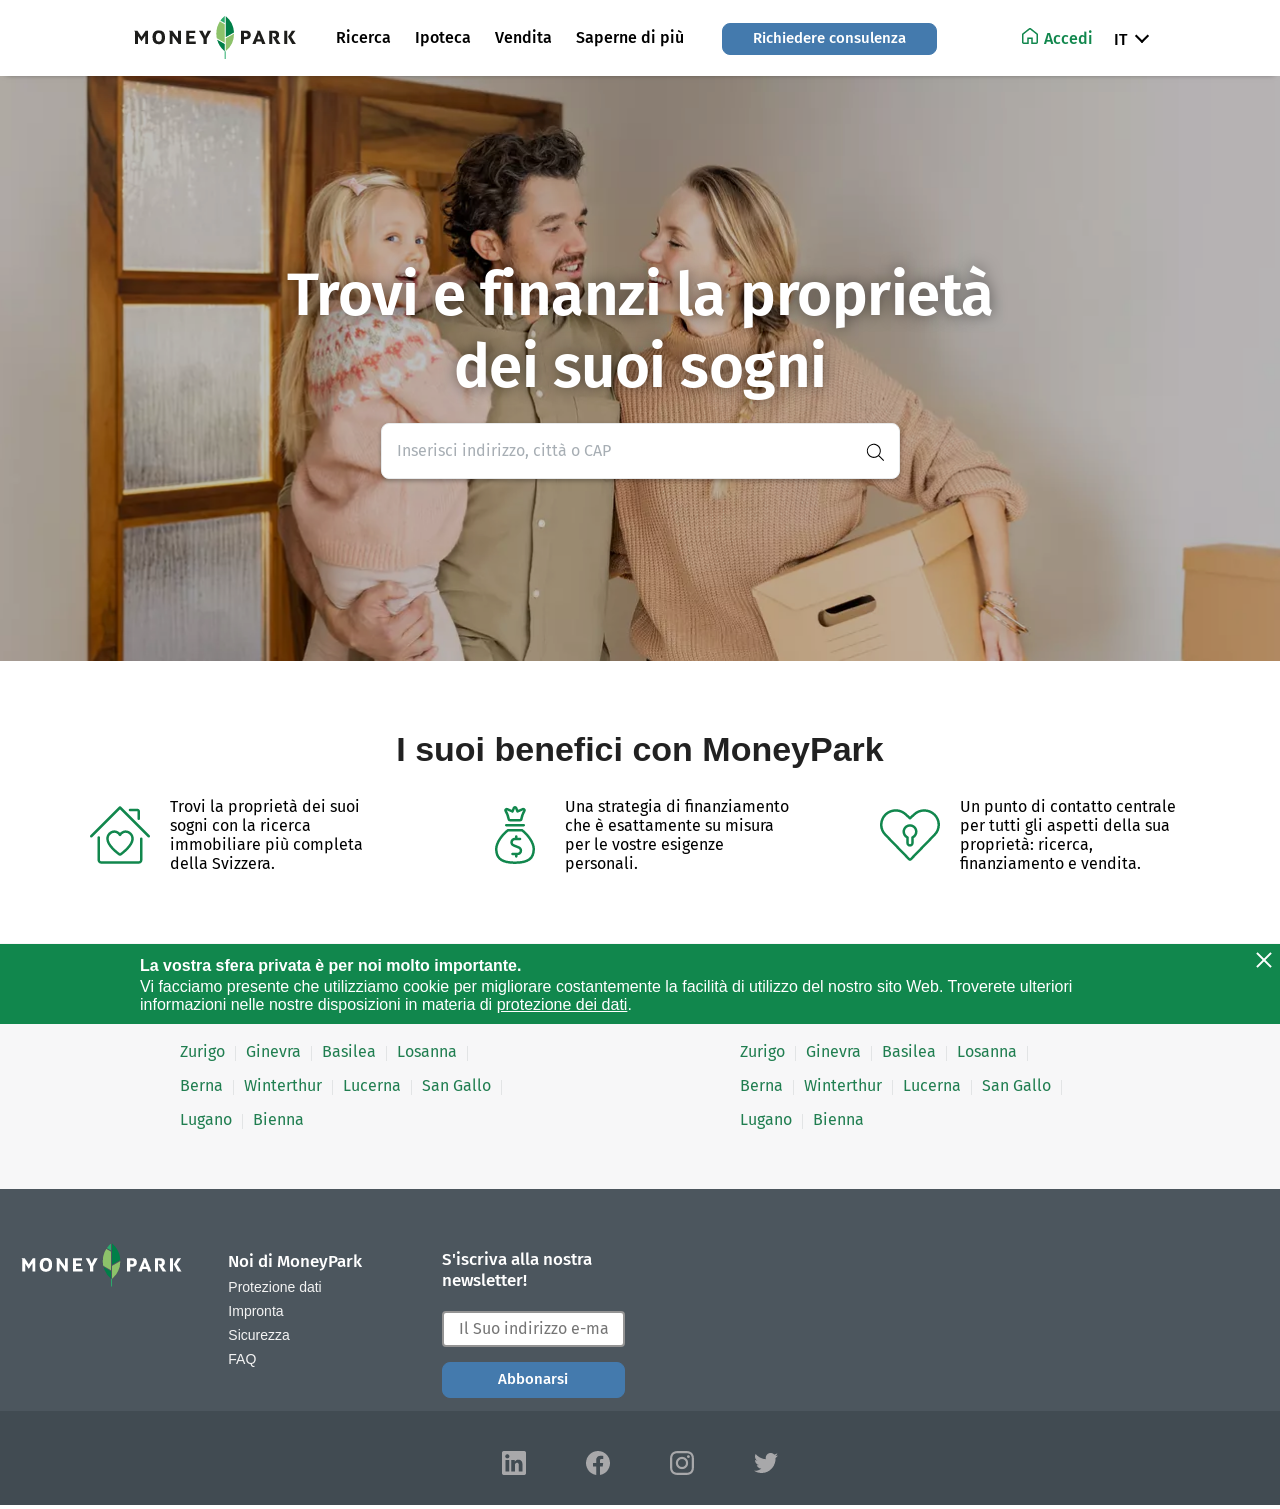 MONEY PARK
Ricerca
Ipoteca
Vendita
Saperne di più
Richiedere consulenza
Accedi
IT
Trovi e finanzi la proprietà
dei suoi sogni
Inserisci indirizzo, città o CAP
I suoi benefici con MoneyPark
Trovi la proprietà dei suoi
sogni con la ricerca
immobiliare più completa
della Svizzera.
Una strategia di finanziamento
che è esattamente su misura
per le vostre esigenze
personali.
Un punto di contatto centrale
per tutti gli aspetti della sua
proprietà: ricerca,
finanziamento e vendita.
La vostra sfera privata è per noi molto importante.
Vi facciamo presente che utilizziamo cookie per migliorare costantemente la facilità di utilizzo del nostro sito Web. Troverete ulteriori
informazioni nelle nostre disposizioni in materia di protezione dei dati.
Zurigo Ginevra Basilea Losanna
Berna Winterthur Lucerna San Gallo
Lugano Bienna
Zurigo Ginevra Basilea Losanna
Berna Winterthur Lucerna San Gallo
Lugano Bienna
MONEY PARK
Noi di MoneyPark
Protezione dati
Impronta
Sicurezza
FAQ
S'iscriva alla nostra
newsletter!
Il Suo indirizzo e-ma
Abbonarsi